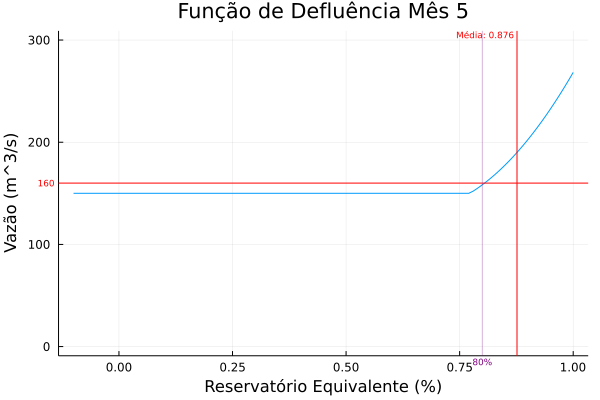 Função de Defluência Mês 5
Média: 0.876
300
200
160
100
0
Vazão (m^3/s)
0.00
0.25
0.50
0.75
80%
1.00
Reservatório Equivalente (%)